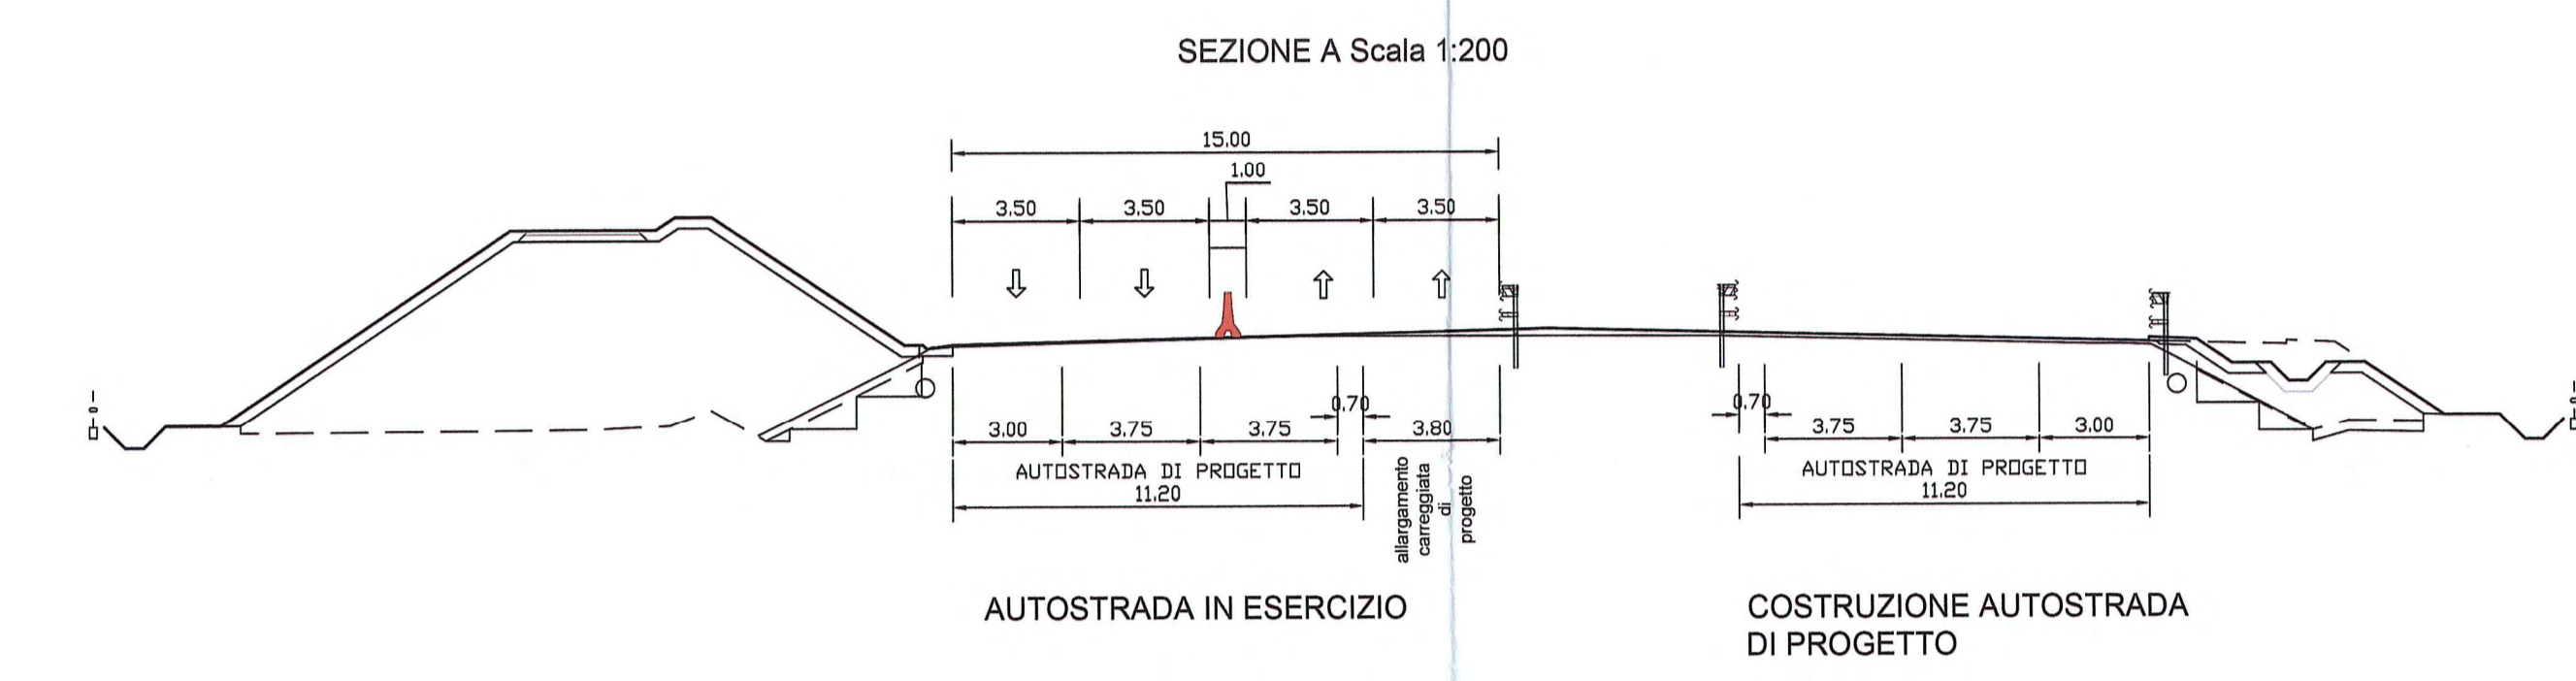 SEZIONE A Scala 1:200
15.00
1.00
3.50 3.50 3.50 3.50
0.70
3.00 3.75 3.75 3.80
AUTOSTRADA DI PROGETTO
11.20
allargamento
carreggiata
di
progetto
0.70
3.75 3.75 3.00
AUTOSTRADA DI PROGETTO
11.20
AUTOSTRADA IN ESERCIZIO
COSTRUZIONE AUTOSTRADA
DI PROGETTO